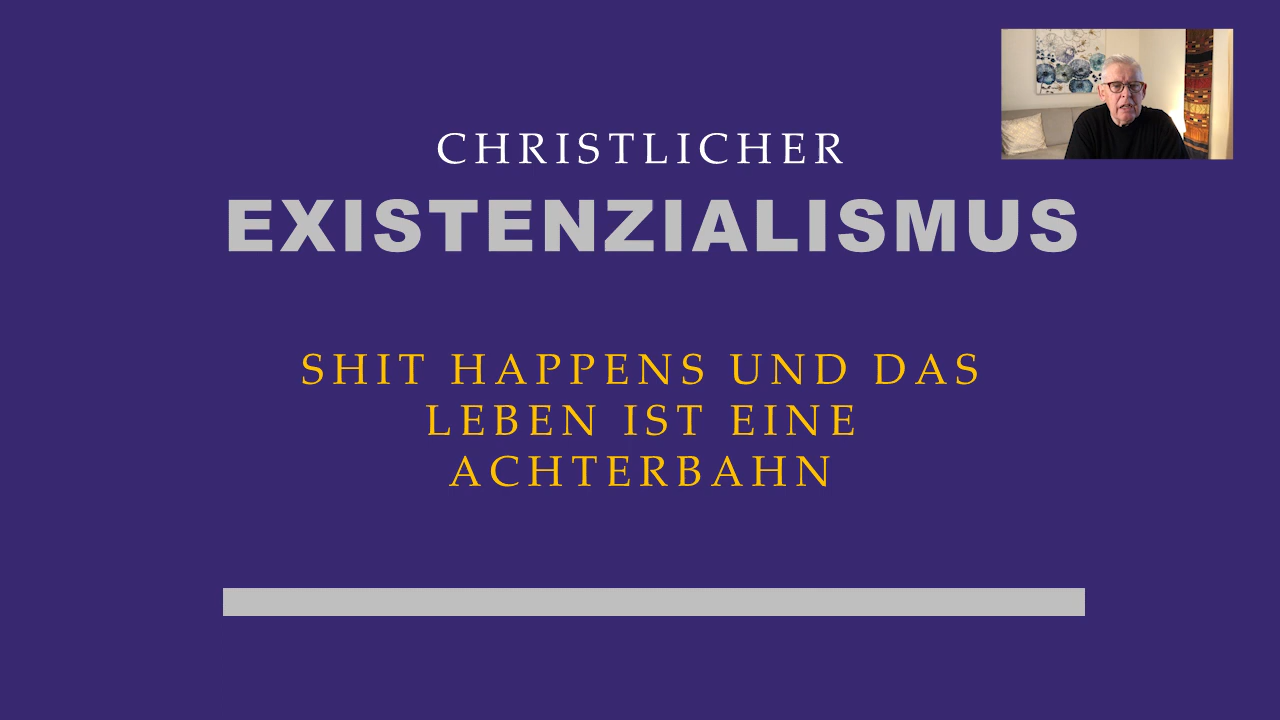 CHRISTLICHER
EXISTENZIALISMUS
SHIT HAPPENS UND DAS
LEBEN IST EINE
ACHTERBAHN